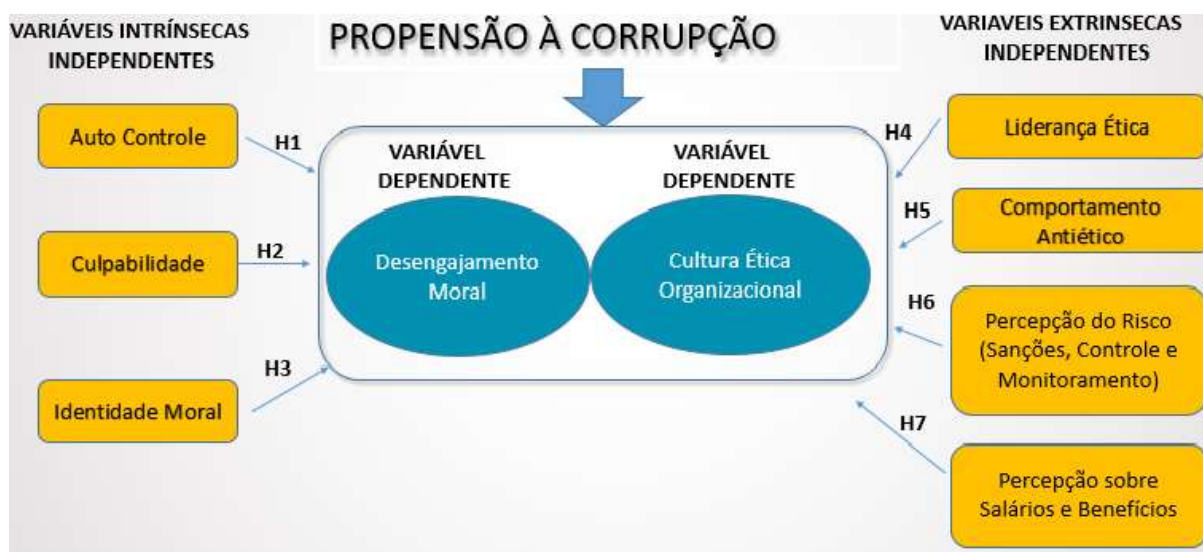 VARIÁVEIS INTRÍNSECAS
INDEPENDENTES
PROPENSÃO À CORRUPÇÃO
VARIAVEIS EXTRINSECAS
INDEPENDENTES
Auto Controle
H1
Culpabilidade
H2
Identidade Moral
H3
VARIÁVEL
DEPENDENTE
Desengajamento
Moral
VARIÁVEL
DEPENDENTE
Cultura Ética
Organizacional
H4
Liderança Ética
H5
Comportamento
Antiético
H6
Percepção do Risco
(Sanções, Controle e
Monitoramento)
H7
Percepção sobre
Salários e Benefícios